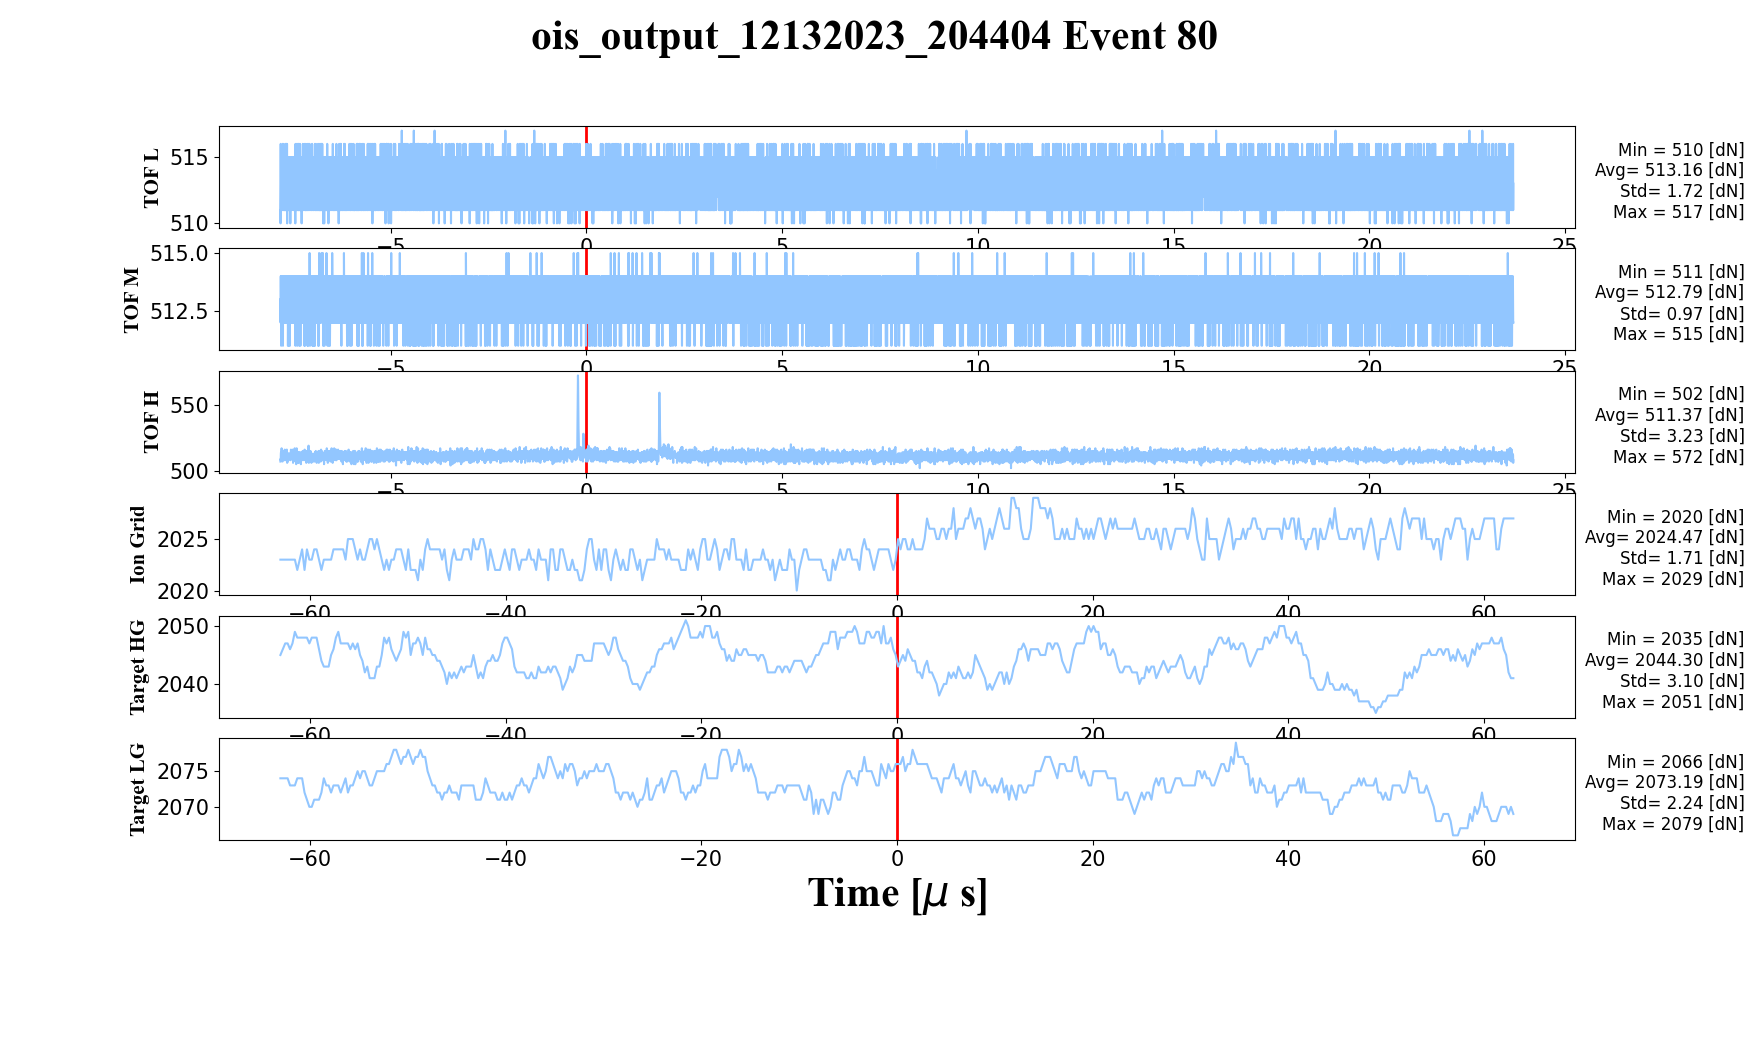 ois_output_12132023_204404 Event 80
TOF L
515
510
Min = 510 [dN]
Avg= 513.16 [dN]
Std= 1.72 [dN]
Max = 517 [dN]
−5 0 5 10 15 20 25
TOF M
515.0
512.5
Min = 511 [dN]
Avg= 512.79 [dN]
Std= 0.97 [dN]
Max = 515 [dN]
−5 0 5 10 15 20 25
TOF H
550
500
Min = 502 [dN]
Avg= 511.37 [dN]
Std= 3.23 [dN]
Max = 572 [dN]
−5 0 5 10 15 20 25
Ion Grid
2025
2020
Min = 2020 [dN]
Avg= 2024.47 [dN]
Std= 1.71 [dN]
Max = 2029 [dN]
−60 −40 −20 0 20 40 60
Target HG
2050
2040
Min = 2035 [dN]
Avg= 2044.30 [dN]
Std= 3.10 [dN]
Max = 2051 [dN]
−60 −40 −20 0 20 40 60
Target LG
2075
2070
Min = 2066 [dN]
Avg= 2073.19 [dN]
Std= 2.24 [dN]
Max = 2079 [dN]
−60 −40 −20 0 20 40 60
Time [μ s]